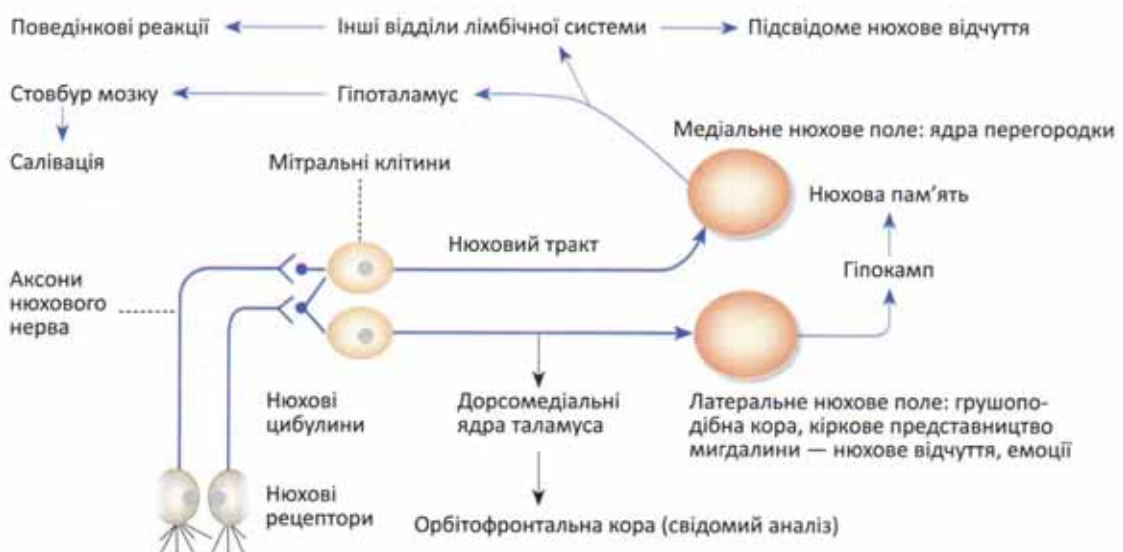 Поведінкові реакції
Інші відділи лімбічної системи
Підсвідоме нюхове відчуття
Стовбур мозку
Гіпоталамус
Медіальне нюхове поле: ядра перегородки
Салівація
Мітральні клітини
Нюхова пам’ять
Нюховий тракт
Гіпокамп
Аксони
нюхового
нерва
Нюхові
цибулини
Дорсомедіальні
ядра таламуса
Латеральне нюхове поле: грушопо-
дібна кора, кіркове представництво
мигдалини — нюхове відчуття, емоції
Нюхові
рецептори
Орбітофронтальна кора (свідомий аналіз)